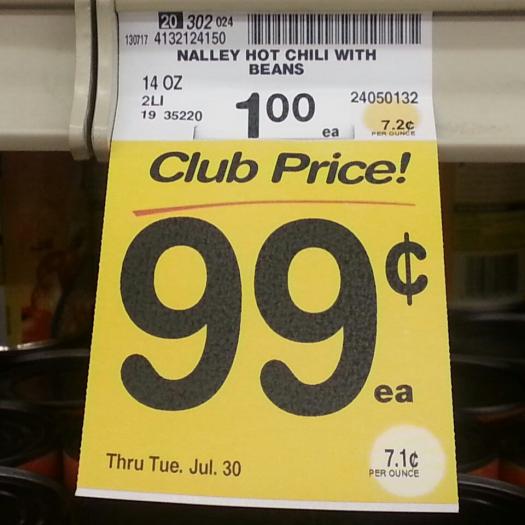 20 302 024
130717 4132124150
NALLEY HOT CHILI WITH
BEANS
14 OZ
2LI
19 35220
1.00 ea
24050132
7.2¢
PER OUNCE
Club Price!
99¢ ea
Thru Tue. Jul. 30
7.1¢
PER OUNCE